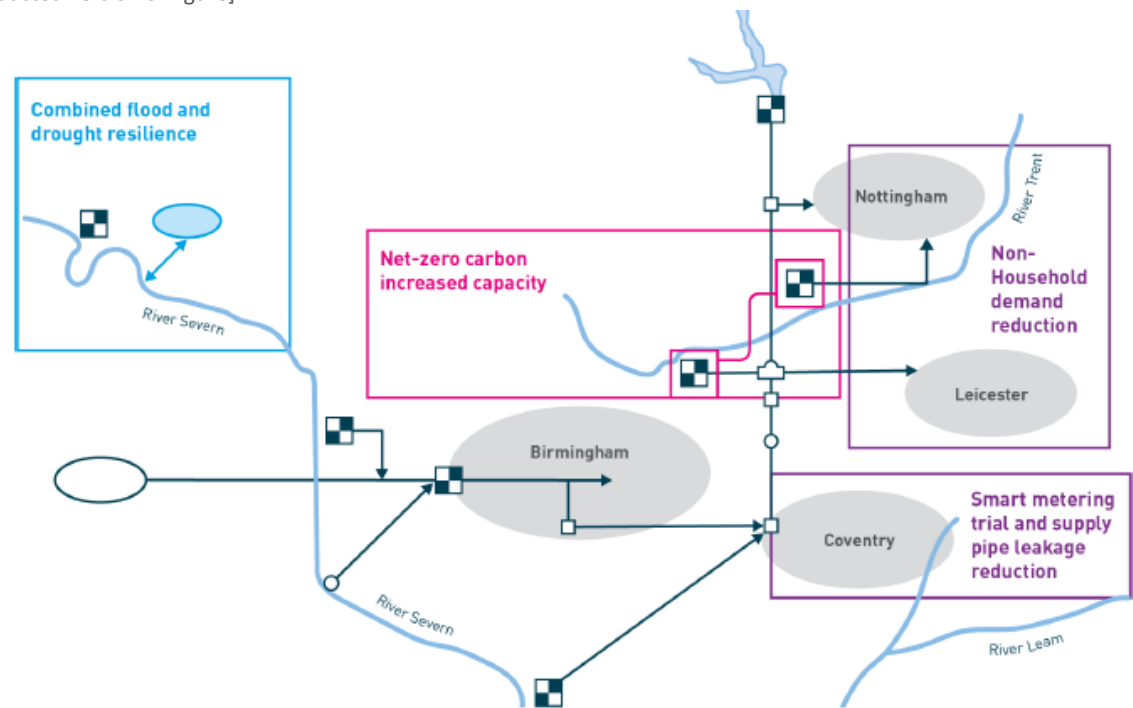 Combined flood and
drought resilience
River Severn
Net-zero carbon
increased capacity
Nottingham
River Trent
Non-
Household
demand
reduction
Leicester
Birmingham
River Severn
Coventry
Smart metering
trial and supply
pipe leakage
reduction
River Leam